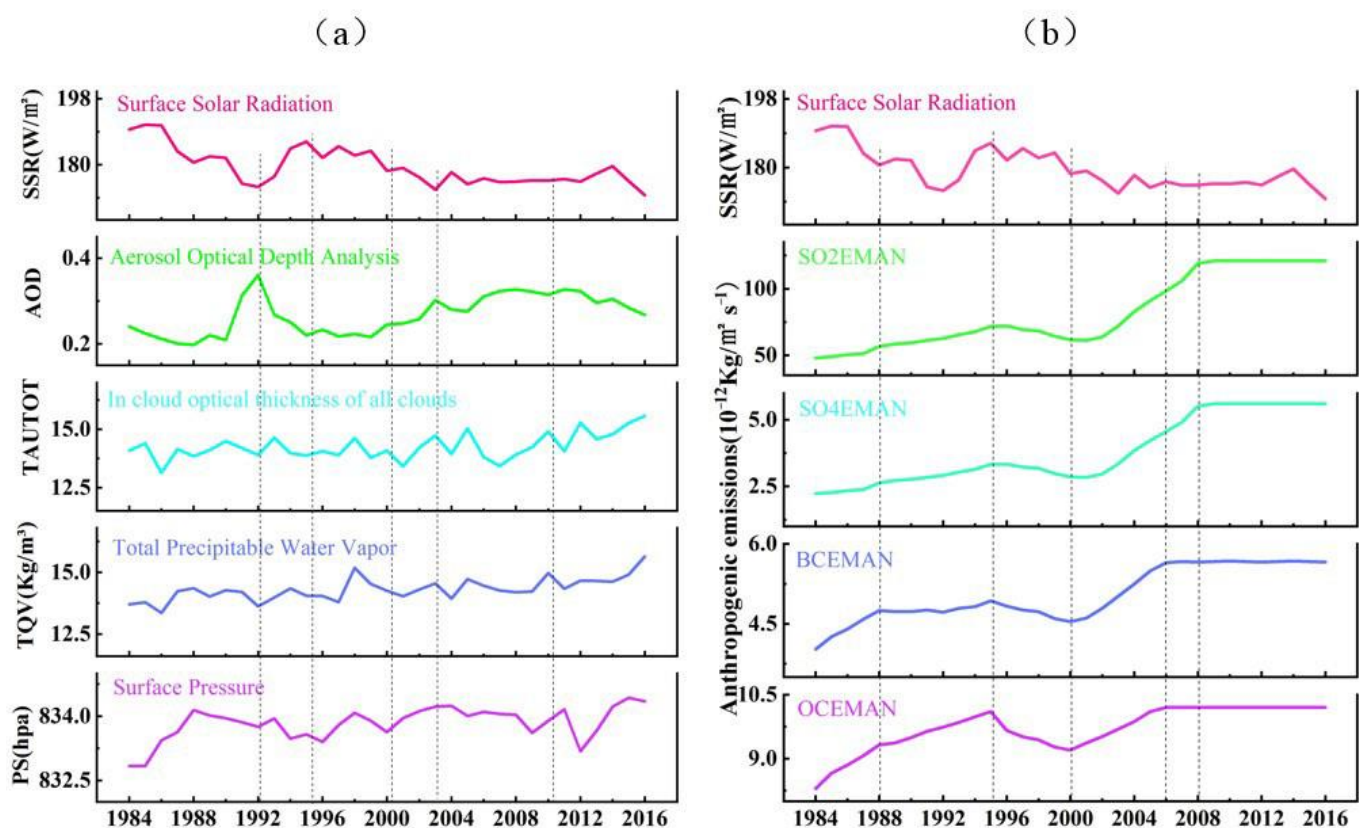 (a)
198
180
SSR(W/m²)
Surface Solar Radiation
0.4
0.2
AOD
Aerosol Optical Depth Analysis
15.0
12.5
TAUTOT
In cloud optical thickness of all clouds
15.0
12.5
TQV(Kg/m³)
Total Precipitable Water Vapor
834.0
832.5
PS(hpa)
Surface Pressure
1984 1988 1992 1996 2000 2004 2008 2012 2016
(b)
198
180
SSR(W/m²)
Surface Solar Radiation
Anthropogenic emissions(10⁻¹²Kg/m² s⁻¹)
100
50
SO2EMAN
5.0
2.5
SO4EMAN
6.0
4.5
BCEMAN
10.5
9.0
OCEMAN
1984 1988 1992 1996 2000 2004 2008 2012 2016